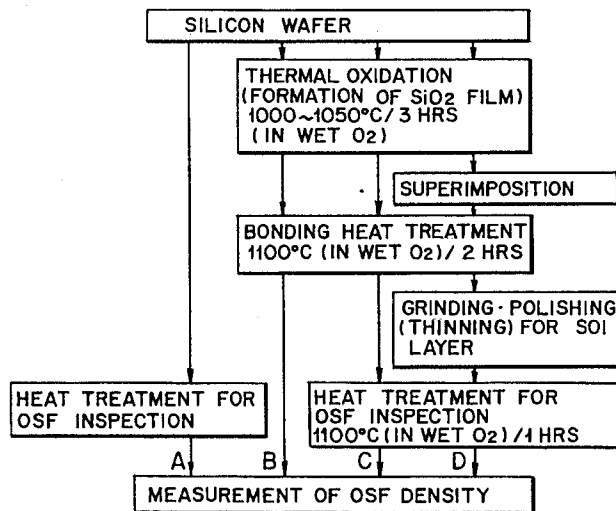 SILICON WAFER
THERMAL OXIDATION
(FORMATION OF SiO2 FILM)
1000~1050°C/3 HRS
(IN WET O2)
SUPERIMPOSITION
BONDING HEAT TREATMENT
1100°C (IN WET O2)/2 HRS
GRINDING·POLISHING
(THINNING) FOR SOI
LAYER
HEAT TREATMENT FOR
OSF INSPECTION
HEAT TREATMENT FOR
OSF INSPECTION
1100°C (IN WET O2)/1 HRS
A B C D
MEASUREMENT OF OSF DENSITY